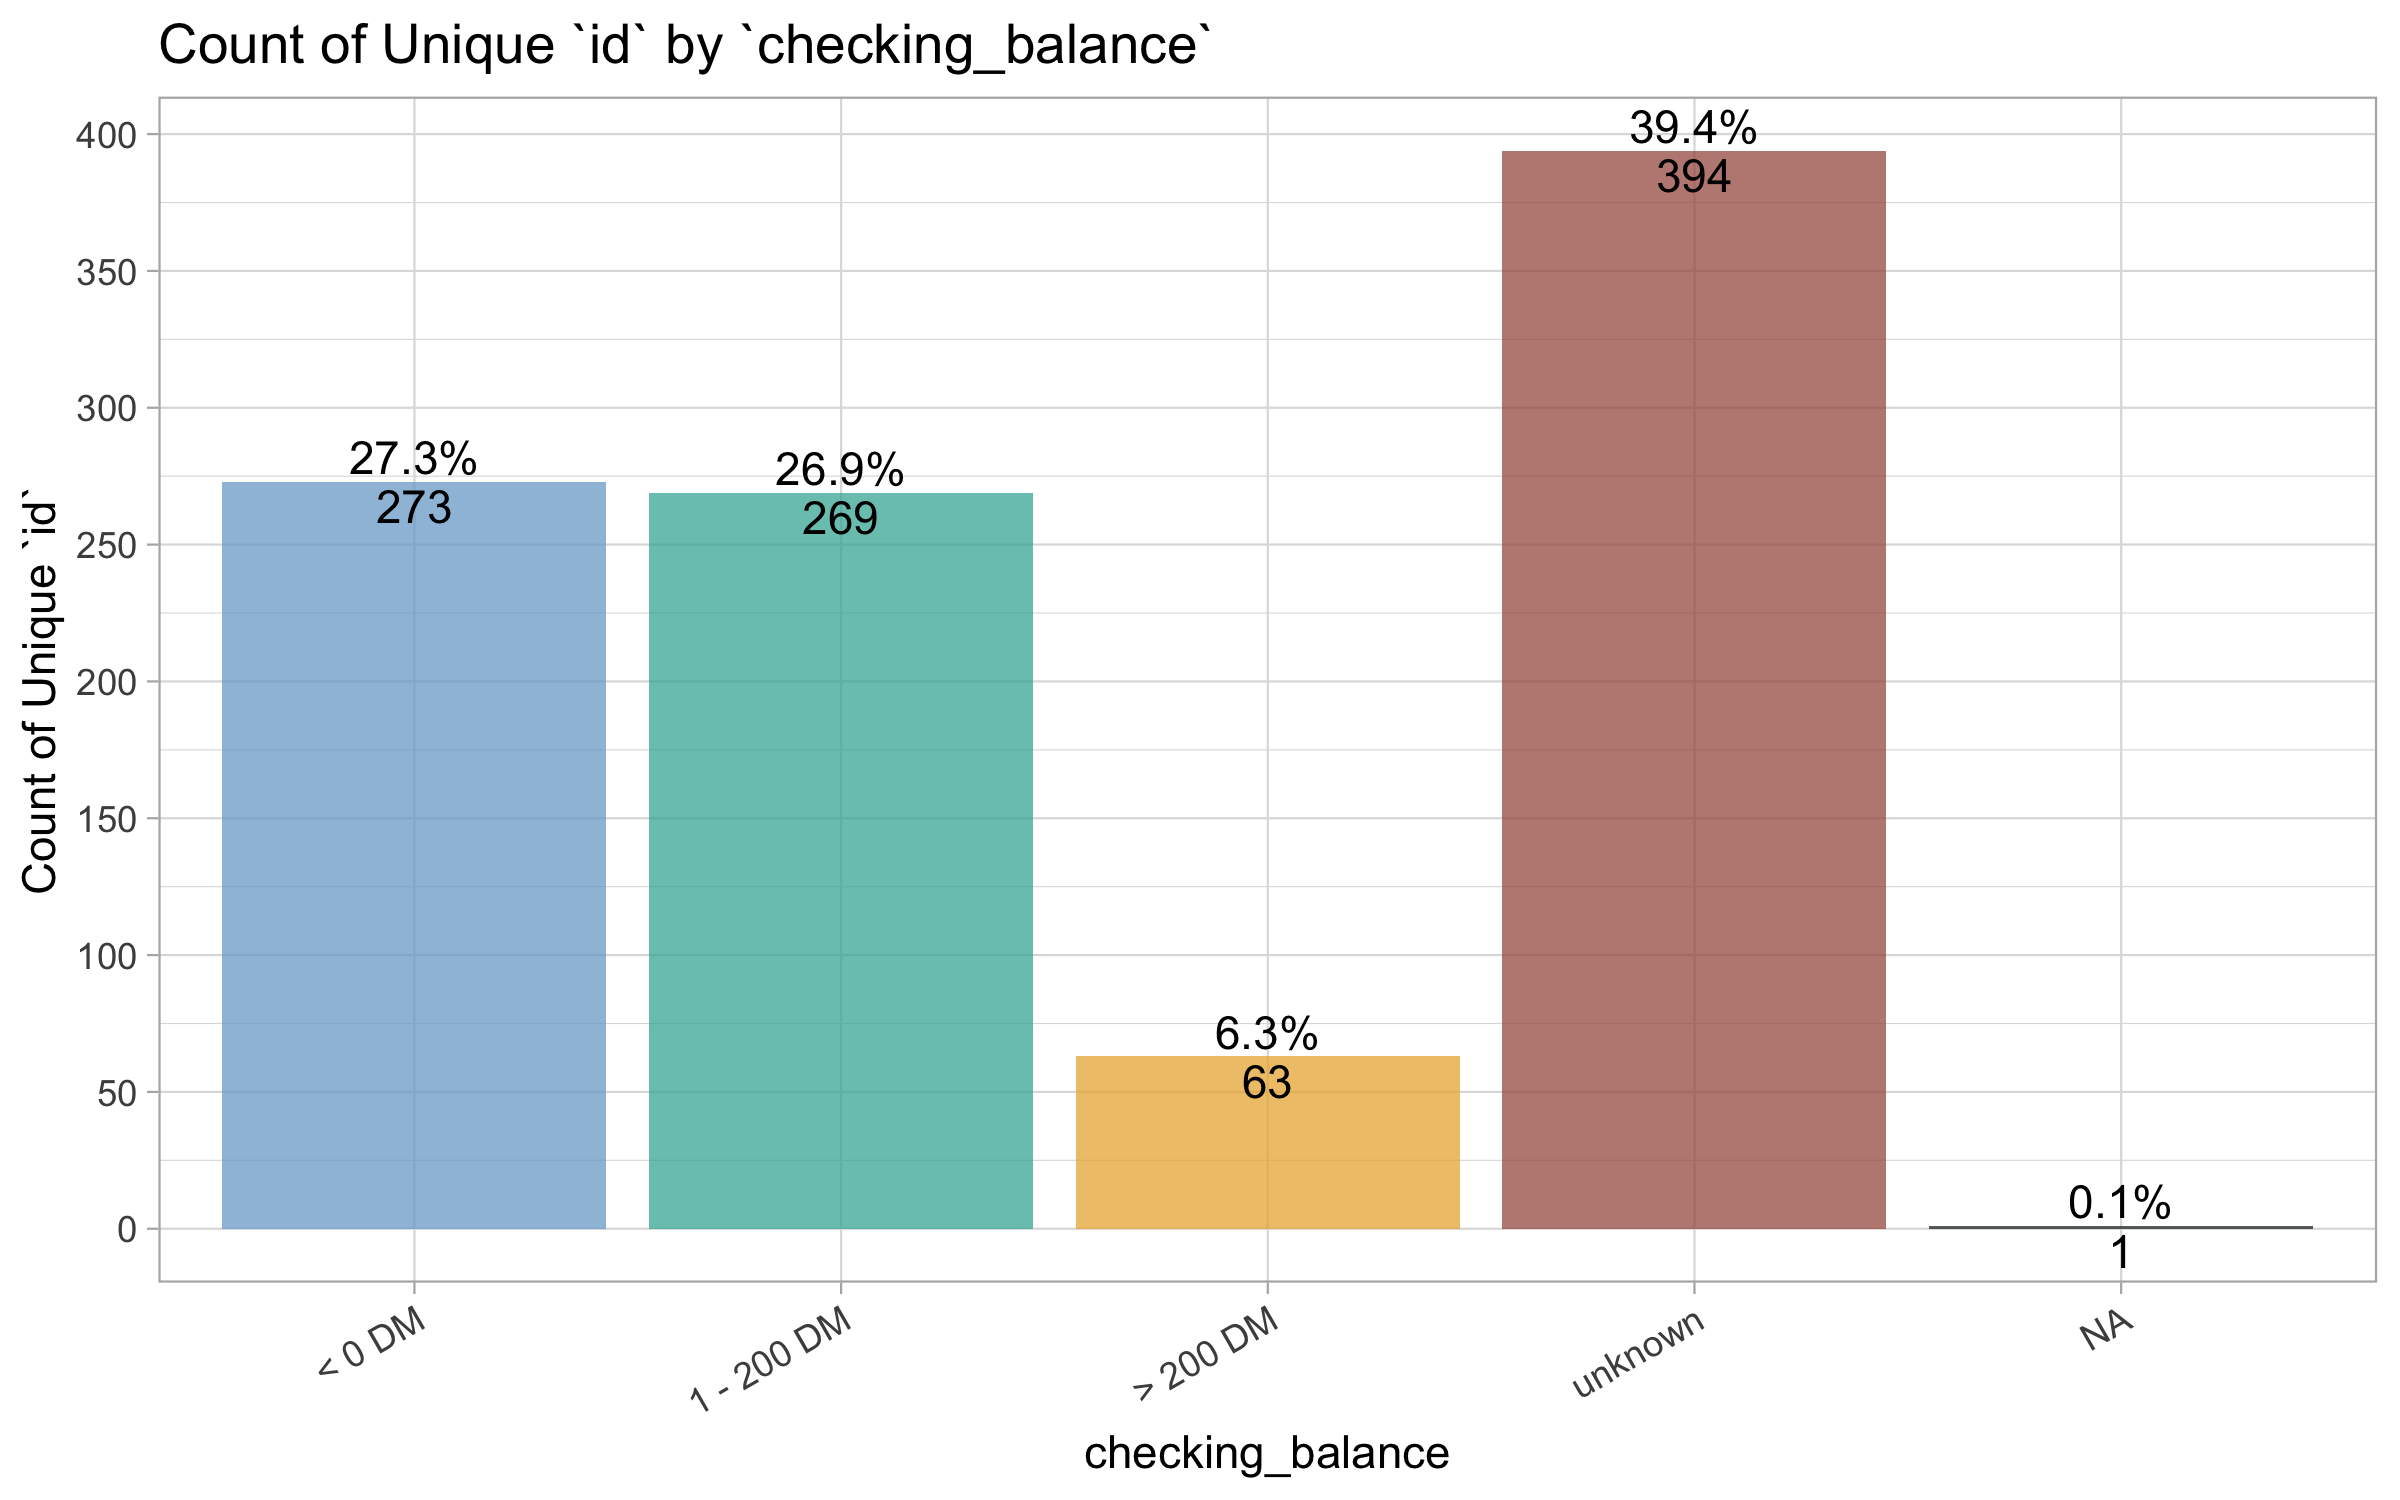 Count of Unique `id` by `checking_balance`
Count of Unique `id`
400
350
300
250
200
150
100
50
0
27.3%
273
26.9%
269
6.3%
63
39.4%
394
0.1%
1
< 0 DM
1 - 200 DM
> 200 DM
unknown
NA
checking_balance